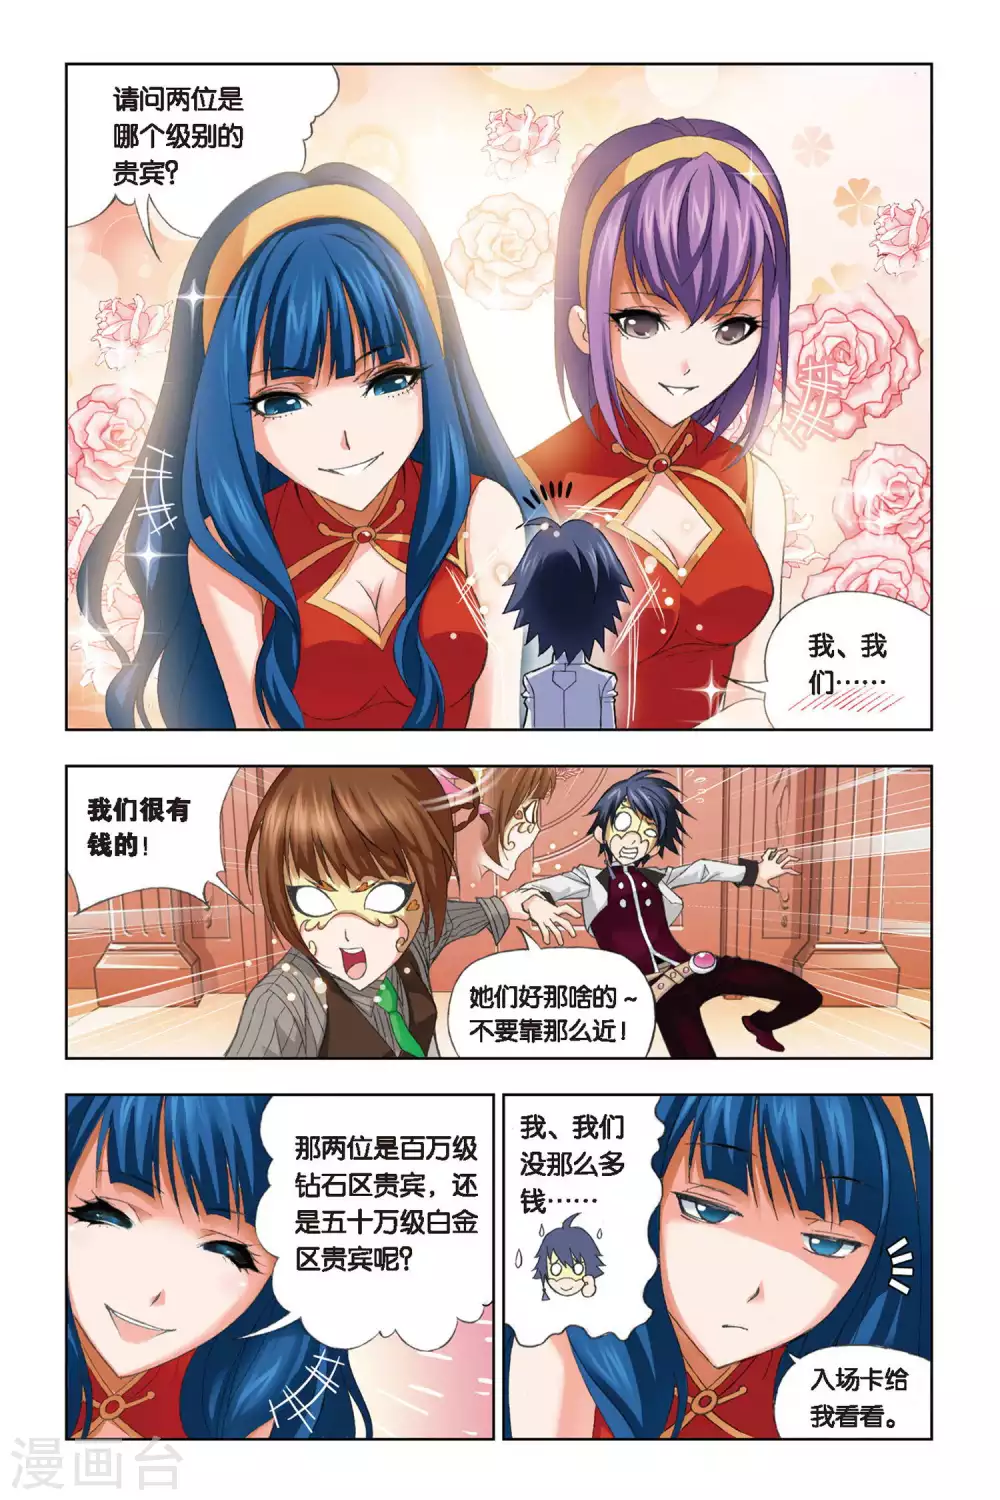 请问两位是
哪个级别的
贵宾？
我、我
们……
我们很有
钱的！
她们好那啥的~
不要靠那么近！
那两位是百万级
钻石区贵宾，还
是五十万级白金
区贵宾呢？
我、我们
没那么多
钱……
入场卡给
我看看。
漫画台